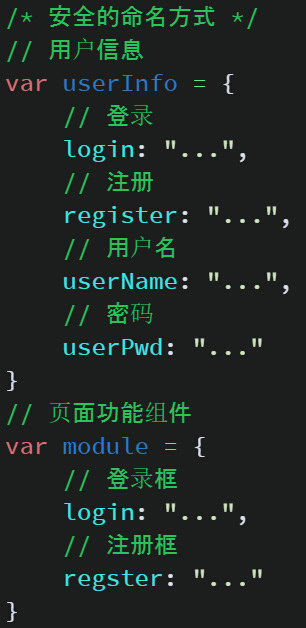 /* 安全的命名方式 */
// 用户信息
var userInfo = {
// 登录
login: "...",
// 注册
register: "...",
// 用户名
userName: "...",
// 密码
userPwd: "..."
}
// 页面功能组件
var module = {
// 登录框
login: "...",
// 注册框
regster: "..."
}